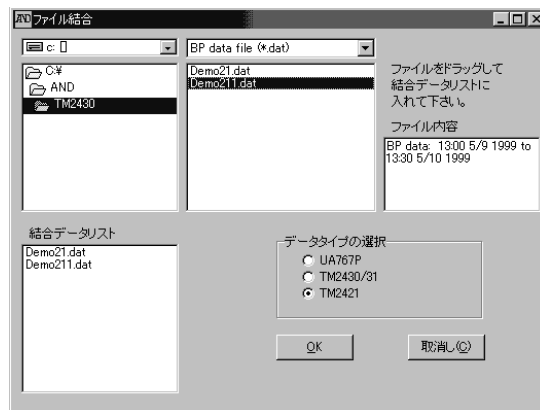 AND ファイル結合
c: []
BP data file (*.dat)
C:¥
AND
TM2430
Demo21.dat
Demo211.dat
ファイルをドラッグして
結合データリストに
入れて下さい。
ファイル内容
BP data: 13:00 5/9 1999 to
13:30 5/10 1999
結合データリスト
Demo21.dat
Demo211.dat
データタイプの選択
UA767P
TM2430/31
TM2421
OK
取消し(C)